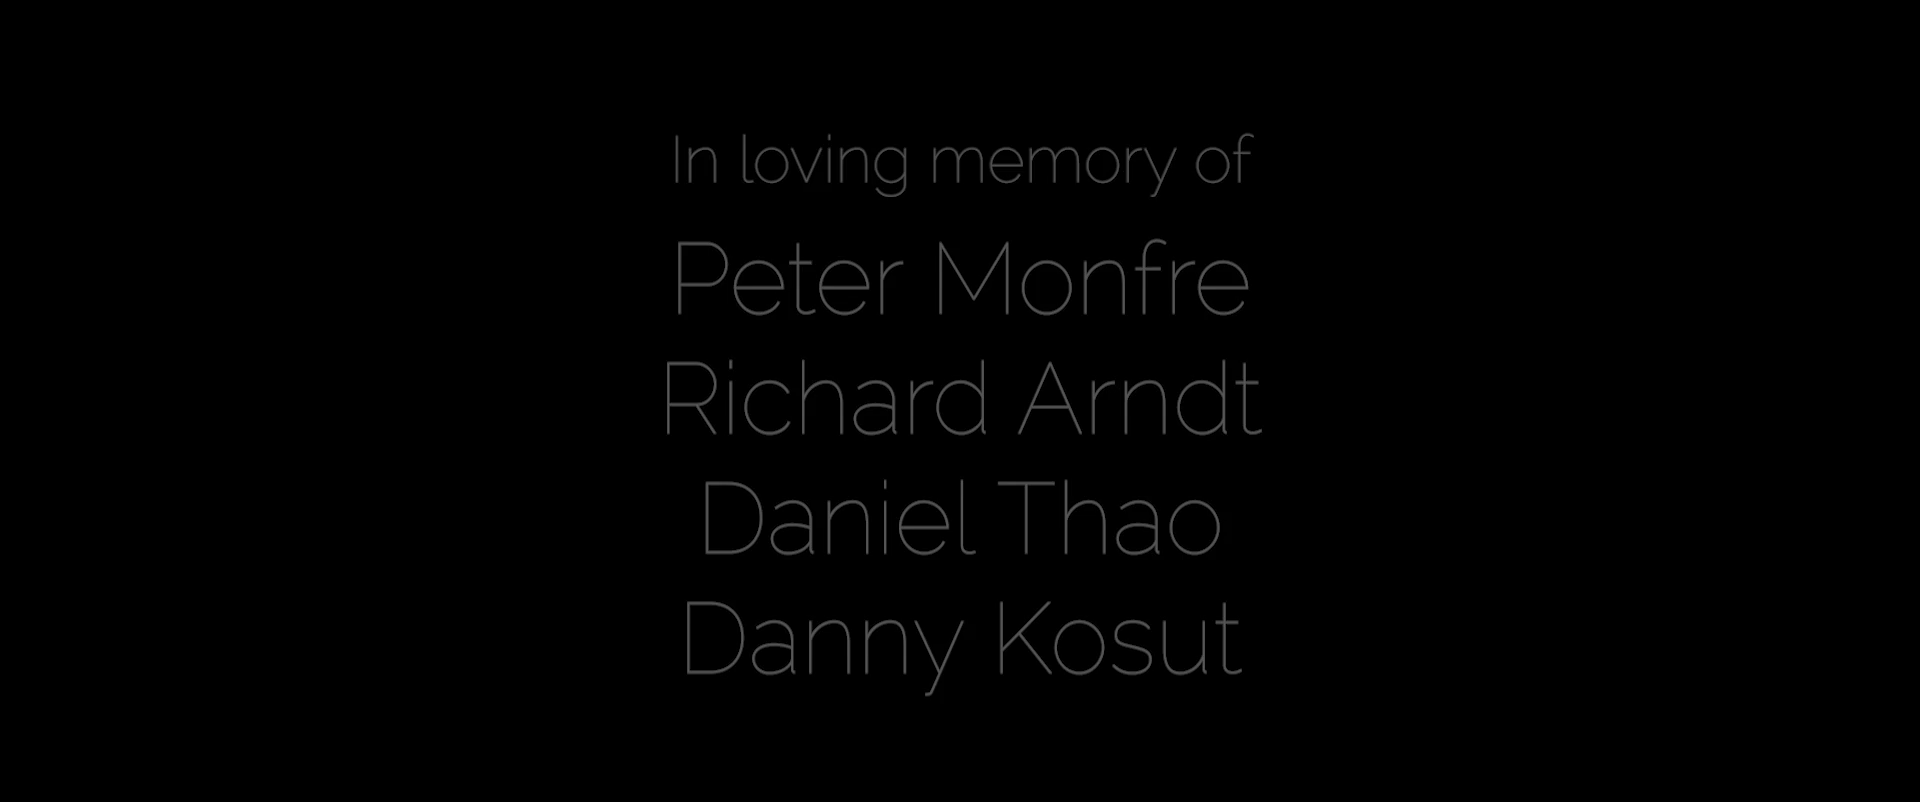 In loving memory of
Peter Monfre
Richard Arndt
Daniel Thao
Danny Kosut